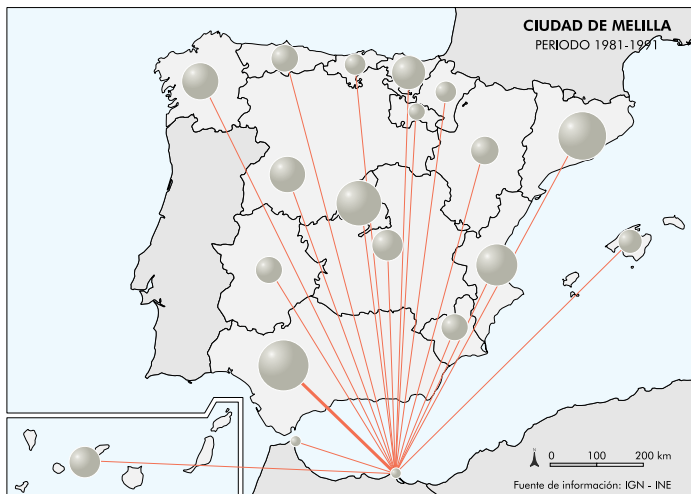 CIUDAD DE MELILLA
PERIODO 1981-1991
N
0 100 200 km
Fuente de información: IGN - INE